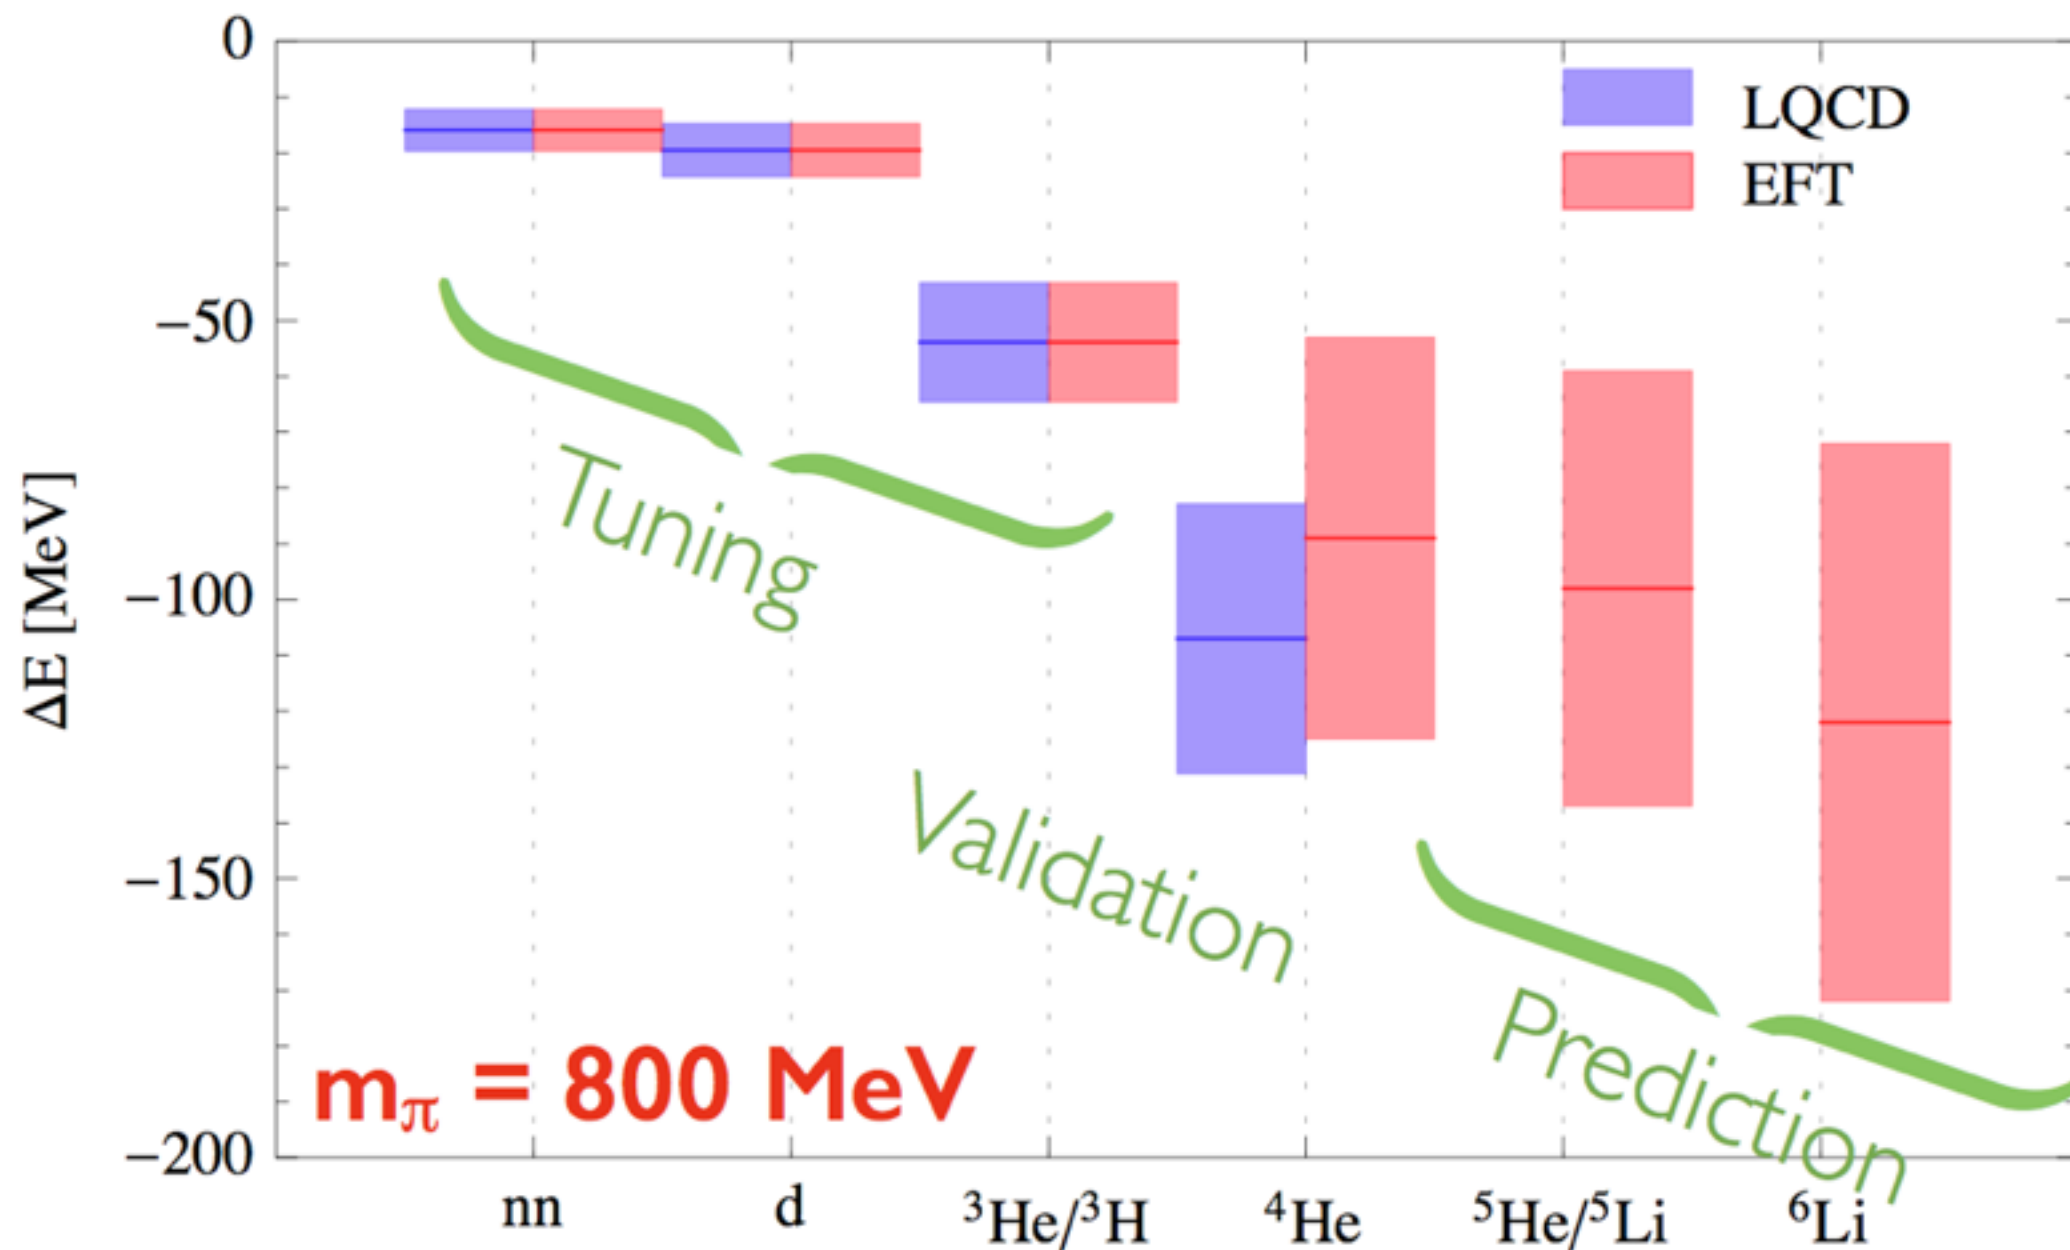 0
−50
−100
−150
−200
ΔE [MeV]
LQCD
EFT
Tuning
Validation
Prediction
mπ = 800 MeV
nn
d
³He/³H
⁴He
⁵He/⁵Li
⁶Li